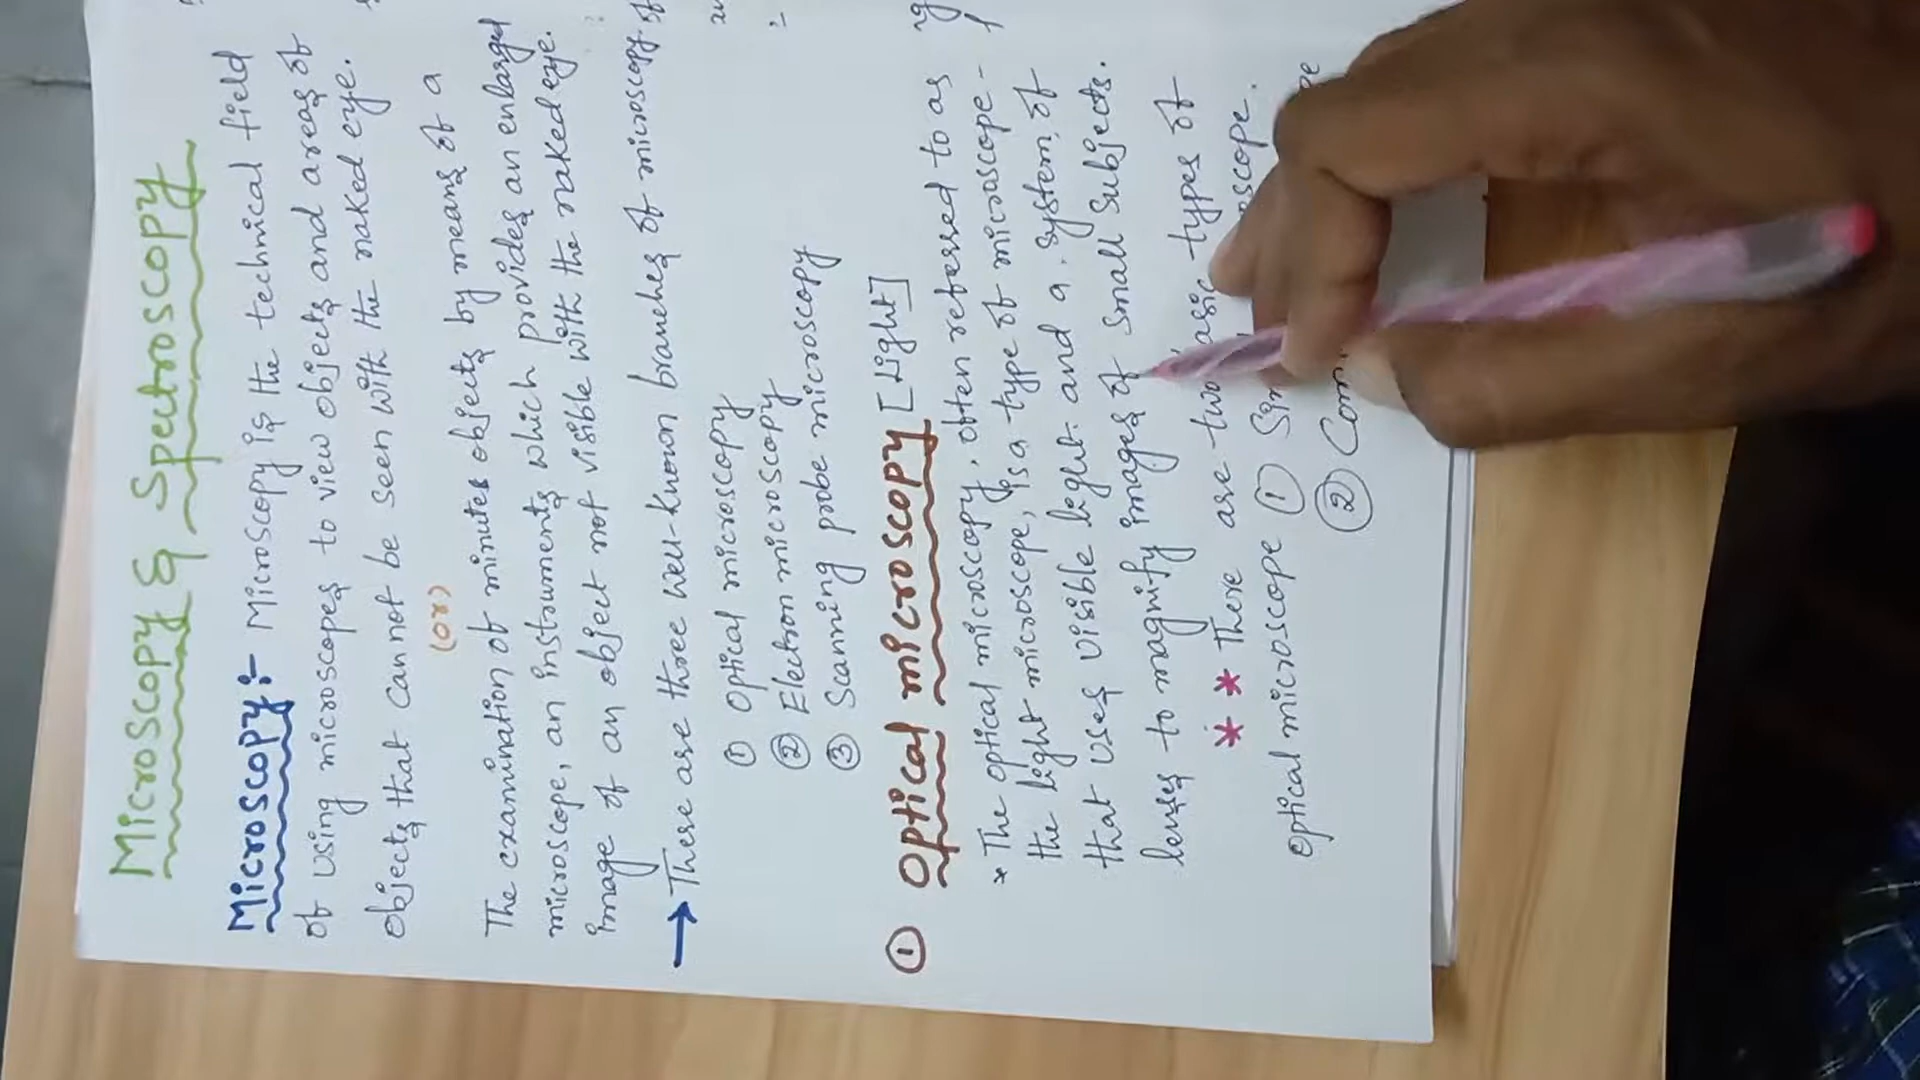 Microscopy & Spectroscopy
Microscopy:- Microscopy is the technical field
of using microscopes to view objects and areas of
objects that can not be seen with the naked eye.
(or)
The examination of minutes objects by means of a
microscope, an instruments which provides an enlarged
image of an object not visible with the naked eye.
→ There are three well-known branches of microscopy.
① Optical microscopy
② Electron microscopy
③ Scanning probe microscopy
① Optical microscopy [Light]
* The optical microscopy, often referred to as
the light microscope, is a type of microscope
that uses visible light and a system of
lenses to magnify images of small subjects.
** There are two types of
optical microscope ①
②